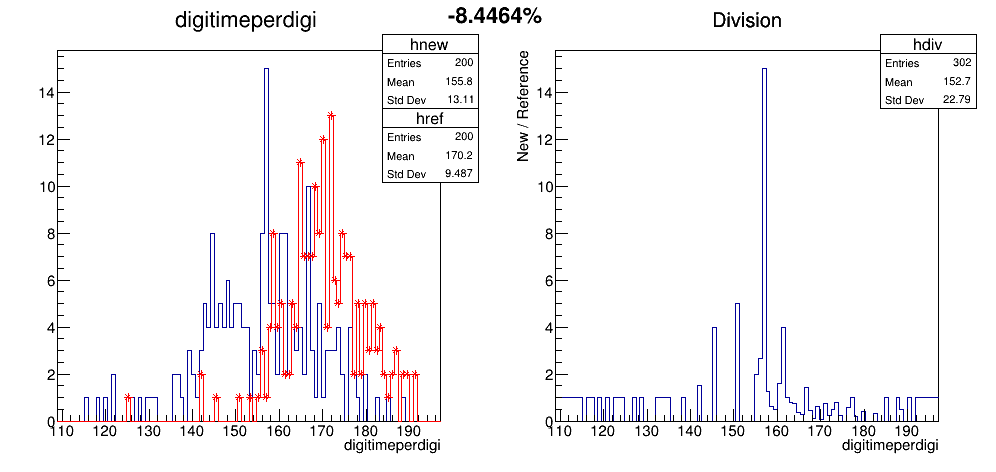 digitimeperdigi
-8.4464%
Division
hnew
Entries 200
Mean 155.8
Std Dev 13.11
href
Entries 200
Mean 170.2
Std Dev 9.487
14
12
10
8
6
4
2
0
110 120 130 140 150 160 170 180 190
digitimeperdigi
hdiv
Entries 302
Mean 152.7
Std Dev 22.79
New / Reference
14
12
10
8
6
4
2
0
110 120 130 140 150 160 170 180 190
digitimeperdigi